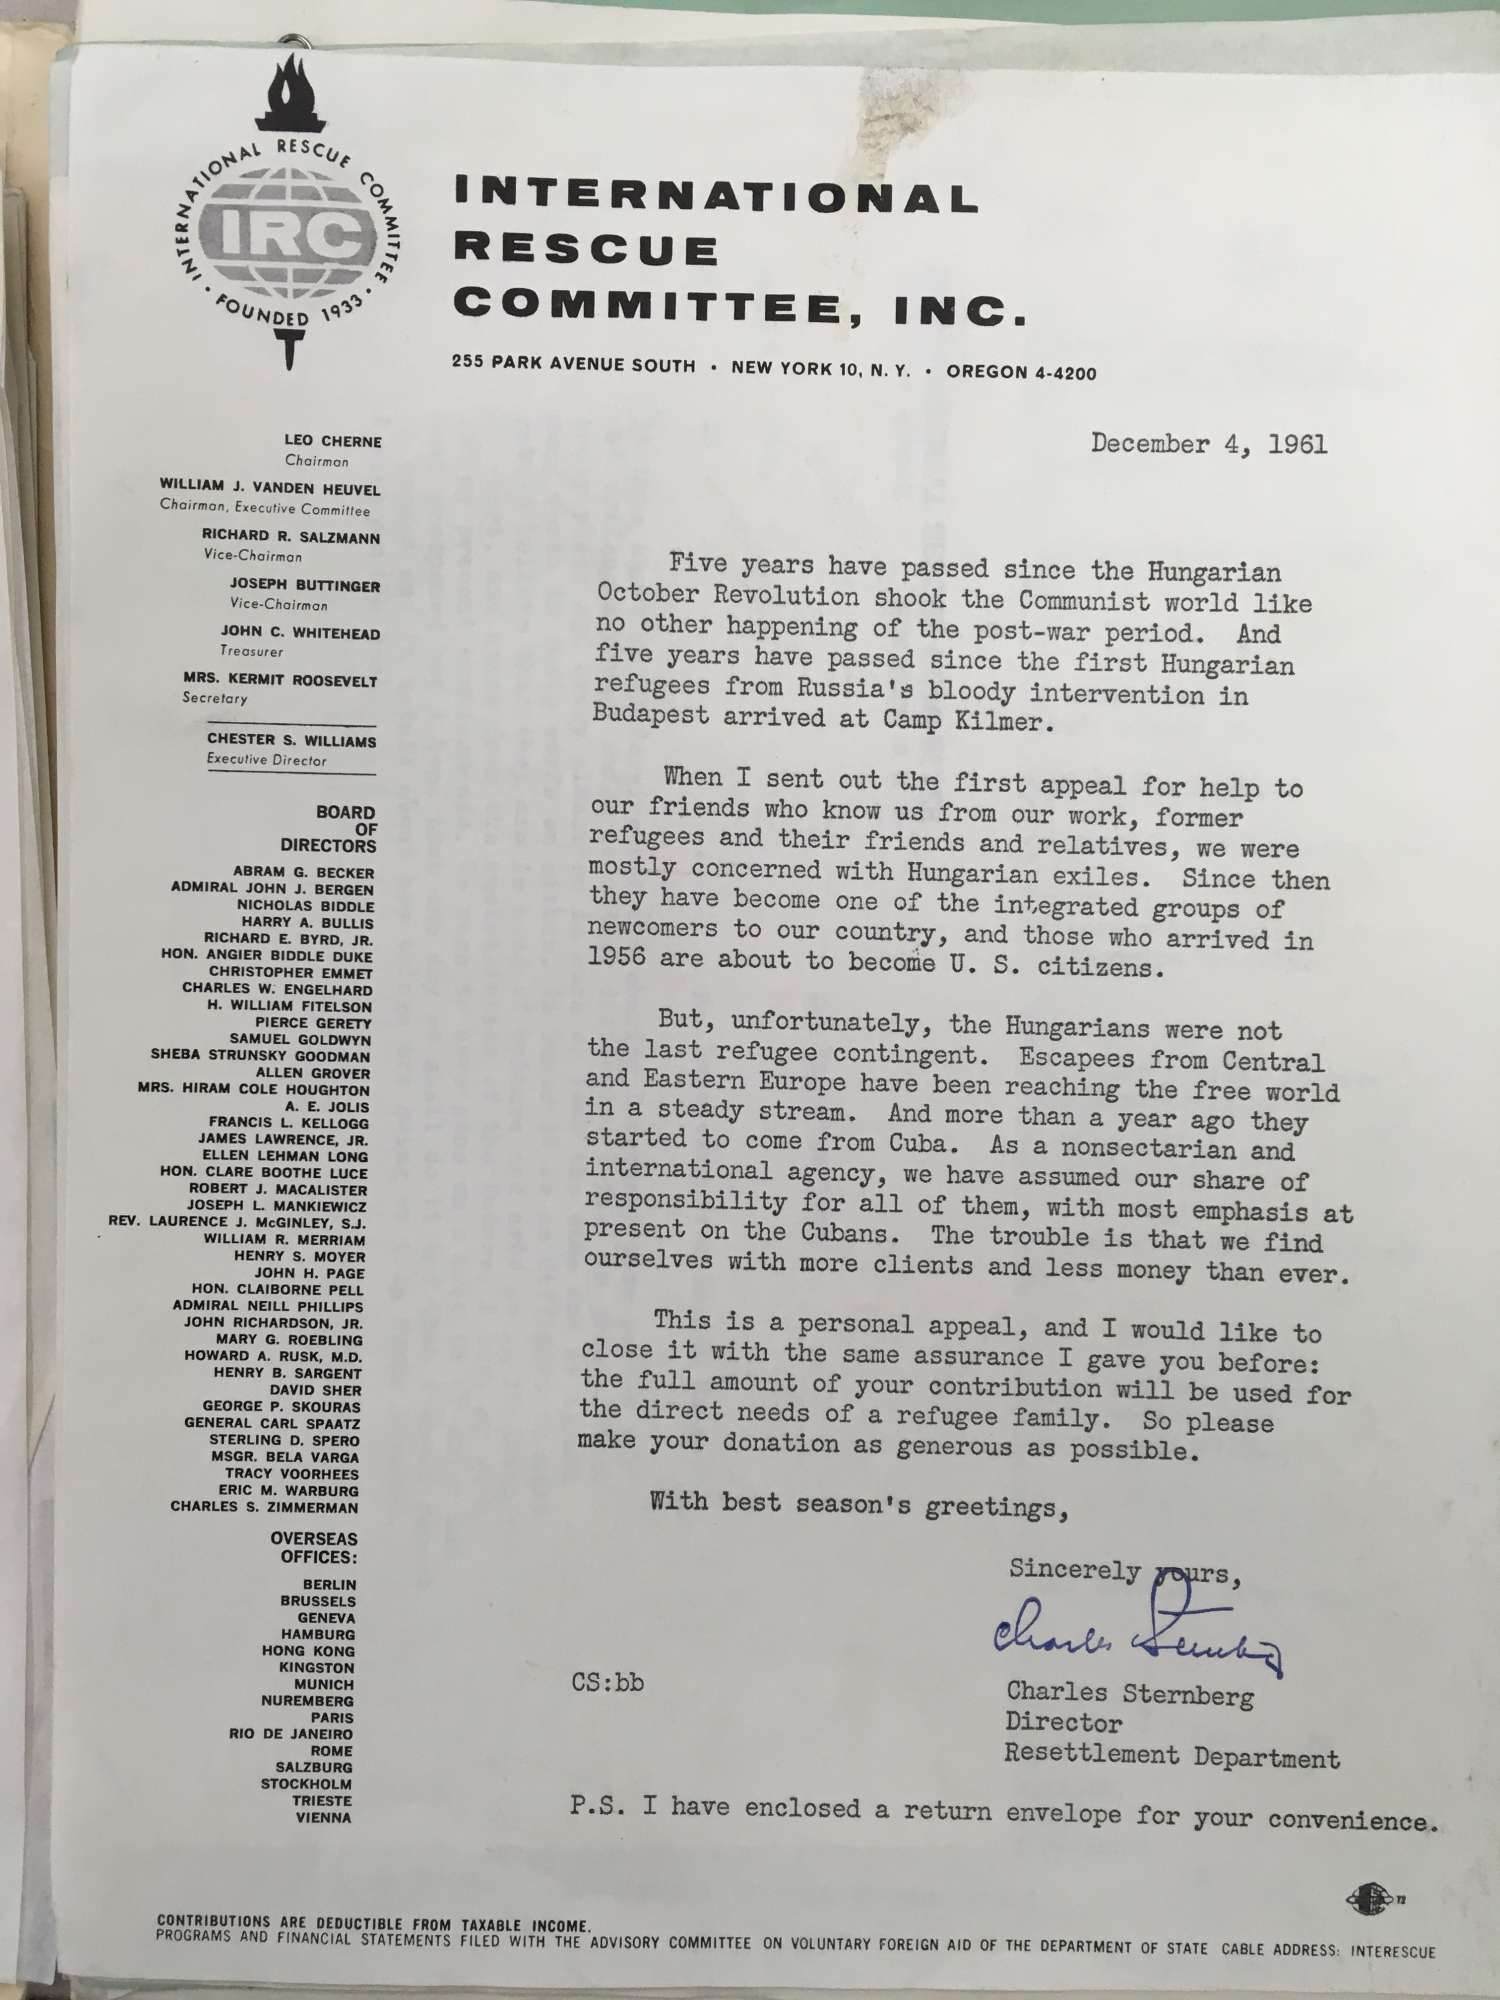 INTERNATIONAL RESCUE COMMITTEE
IRC
FOUNDED 1933
INTERNATIONAL
RESCUE
COMMITTEE, INC.
255 PARK AVENUE SOUTH • NEW YORK 10, N. Y. • OREGON 4-4200
LEO CHERNE
Chairman
WILLIAM J. VANDEN HEUVEL
Chairman, Executive Committee
RICHARD R. SALZMANN
Vice-Chairman
JOSEPH BUTTINGER
Vice-Chairman
JOHN C. WHITEHEAD
Treasurer
MRS. KERMIT ROOSEVELT
Secretary
CHESTER S. WILLIAMS
Executive Director
BOARD
OF
DIRECTORS
ABRAM G. BECKER
ADMIRAL JOHN J. BERGEN
NICHOLAS BIDDLE
HARRY A. BULLIS
RICHARD E. BYRD, JR.
HON. ANGIER BIDDLE DUKE
CHRISTOPHER EMMET
CHARLES W. ENGELHARD
H. WILLIAM FITELSON
PIERCE GERETY
SAMUEL GOLDWYN
SHEBA STRUNSKY GOODMAN
ALLEN GROVER
MRS. HIRAM COLE HOUGHTON
A. E. JOLIS
FRANCIS L. KELLOGG
JAMES LAWRENCE, JR.
ELLEN LEHMAN LONG
HON. CLARE BOOTHE LUCE
ROBERT J. MACALISTER
JOSEPH L. MANKIEWICZ
REV. LAURENCE J. McGINLEY, S.J.
WILLIAM R. MERRIAM
HENRY S. MOYER
JOHN H. PAGE
HON. CLAIBORNE PELL
ADMIRAL NEILL PHILLIPS
JOHN RICHARDSON, JR.
MARY G. ROEBLING
HOWARD A. RUSK, M.D.
HENRY B. SARGENT
DAVID SHER
GEORGE P. SKOURAS
GENERAL CARL SPAATZ
STERLING D. SPERO
MSGR. BELA VARGA
TRACY VOORHEES
ERIC M. WARBURG
CHARLES S. ZIMMERMAN
OVERSEAS
OFFICES:
BERLIN
BRUSSELS
GENEVA
HAMBURG
HONG KONG
KINGSTON
MUNICH
NUREMBERG
PARIS
RIO DE JANEIRO
ROME
SALZBURG
STOCKHOLM
TRIESTE
VIENNA
December 4, 1961
Five years have passed since the Hungarian
October Revolution shook the Communist world like
no other happening of the post-war period. And
five years have passed since the first Hungarian
refugees from Russia's bloody intervention in
Budapest arrived at Camp Kilmer.
When I sent out the first appeal for help to
our friends who know us from our work, former
refugees and their friends and relatives, we were
mostly concerned with Hungarian exiles. Since then
they have become one of the integrated groups of
newcomers to our country, and those who arrived in
1956 are about to become U. S. citizens.
But, unfortunately, the Hungarians were not
the last refugee contingent. Escapees from Central
and Eastern Europe have been reaching the free world
in a steady stream. And more than a year ago they
started to come from Cuba. As a nonsectarian and
international agency, we have assumed our share of
responsibility for all of them, with most emphasis at
present on the Cubans. The trouble is that we find
ourselves with more clients and less money than ever.
This is a personal appeal, and I would like to
close it with the same assurance I gave you before:
the full amount of your contribution will be used for
the direct needs of a refugee family. So please
make your donation as generous as possible.
With best season's greetings,
Sincerely yours,
Charles Sternberg
CS:bb
Charles Sternberg
Director
Resettlement Department
P.S. I have enclosed a return envelope for your convenience.
72
CONTRIBUTIONS ARE DEDUCTIBLE FROM TAXABLE INCOME.
PROGRAMS AND FINANCIAL STATEMENTS FILED WITH THE ADVISORY COMMITTEE ON VOLUNTARY FOREIGN AID OF THE DEPARTMENT OF STATE CABLE ADDRESS: INTERESCUE